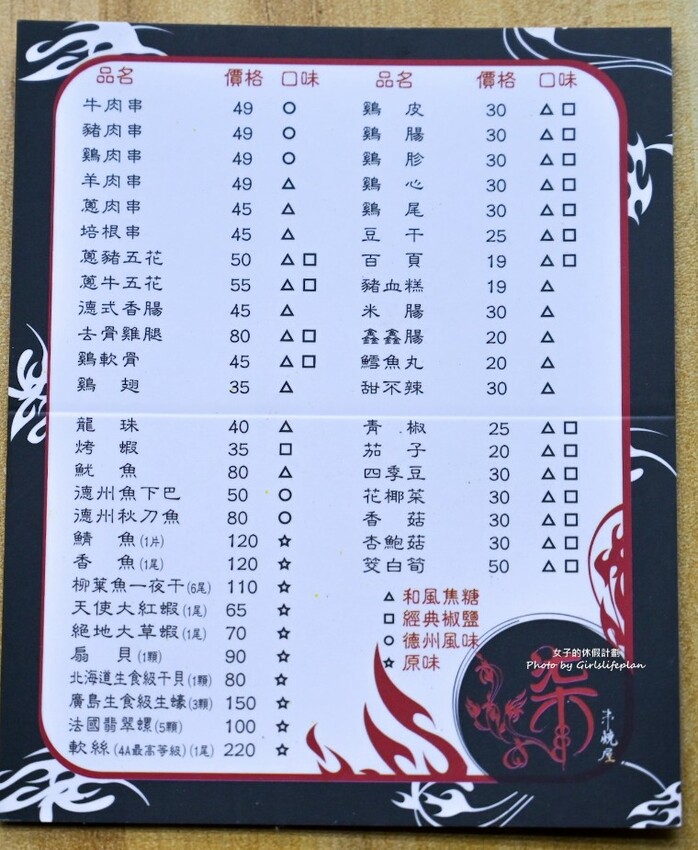 品名 價格 口味
牛肉串 49 ○
豬肉串 49 ○
鷄肉串 49 ○
羊肉串 49 △
蔥肉串 45 △
培根串 45 △
蔥豬五花 50 △ □
蔥牛五花 55 △ □
德式香腸 45 △
去骨雞腿 80 △ □
鷄軟骨 45 △ □
鷄 翅 35 △
龍 珠 40 △
烤 蝦 35 □
魷 魚 80 △
德州魚下巴 50 ○
德州秋刀魚 80 ○
鯖 魚(1片) 120 ☆
香 魚(1尾) 120 ☆
柳葉魚一夜干(6尾) 110 ☆
天使大紅蝦(1尾) 65 ☆
絕地大草蝦(1尾) 70 ☆
扇 貝(1顆) 90 ☆
北海道生食級干貝(1顆) 80 ☆
廣島生食級生蠔(3顆) 150 ☆
法國翡翠螺(5顆) 100 ☆
軟絲(4A最高等級)(1尾) 220 ☆
品名 價格 口味
鷄 皮 30 △ □
鷄 腸 30 △ □
鷄 胗 30 △ □
鷄 心 30 △ □
鷄 尾 30 △ □
豆 干 25 △ □
百 頁 19 △ □
豬血糕 19 △
米 腸 30 △
鑫鑫腸 20 △
鱈魚丸 20 △
甜不辣 30 △
青 椒 25 △ □
茄 子 20 △ □
四季豆 30 △ □
花椰菜 30 △ □
香 菇 30 △ □
杏鮑菇 30 △ □
筊白筍 50 △ □
△ 和風焦糖
□ 經典椒鹽
○ 德州風味
☆ 原味
女子的休假計劃
Photo by Girlslifeplan
柒
串燒屋